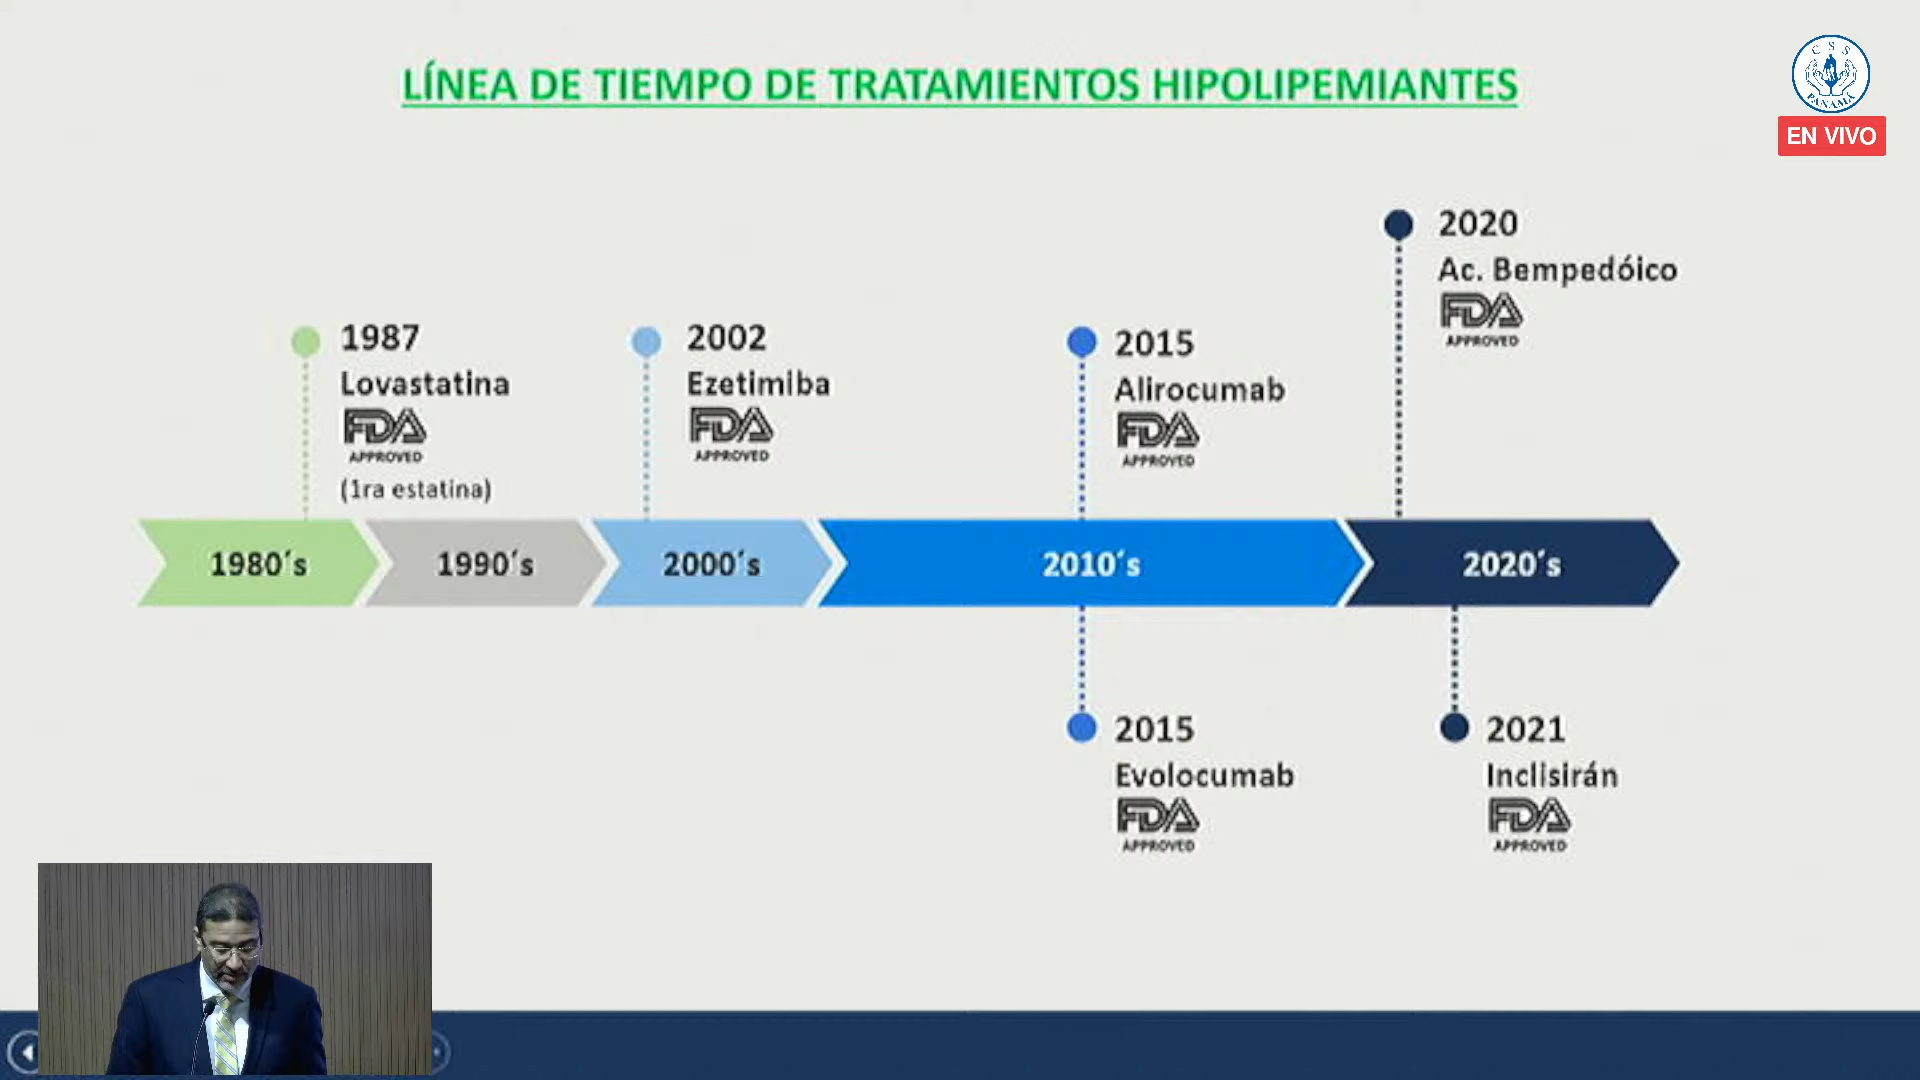 LÍNEA DE TIEMPO DE TRATAMIENTOS HIPOLIPEMIANTES
CSS
PANAMÁ
EN VIVO
2020
Ac. Bempedóico
FDA
APPROVED
1987
Lovastatina
FDA
APPROVED
(1ra estatina)
2002
Ezetimiba
FDA
APPROVED
2015
Alirocumab
FDA
APPROVED
1980´s
1990´s
2000´s
2010´s
2020´s
2015
Evolocumab
FDA
APPROVED
2021
Inclisirán
FDA
APPROVED